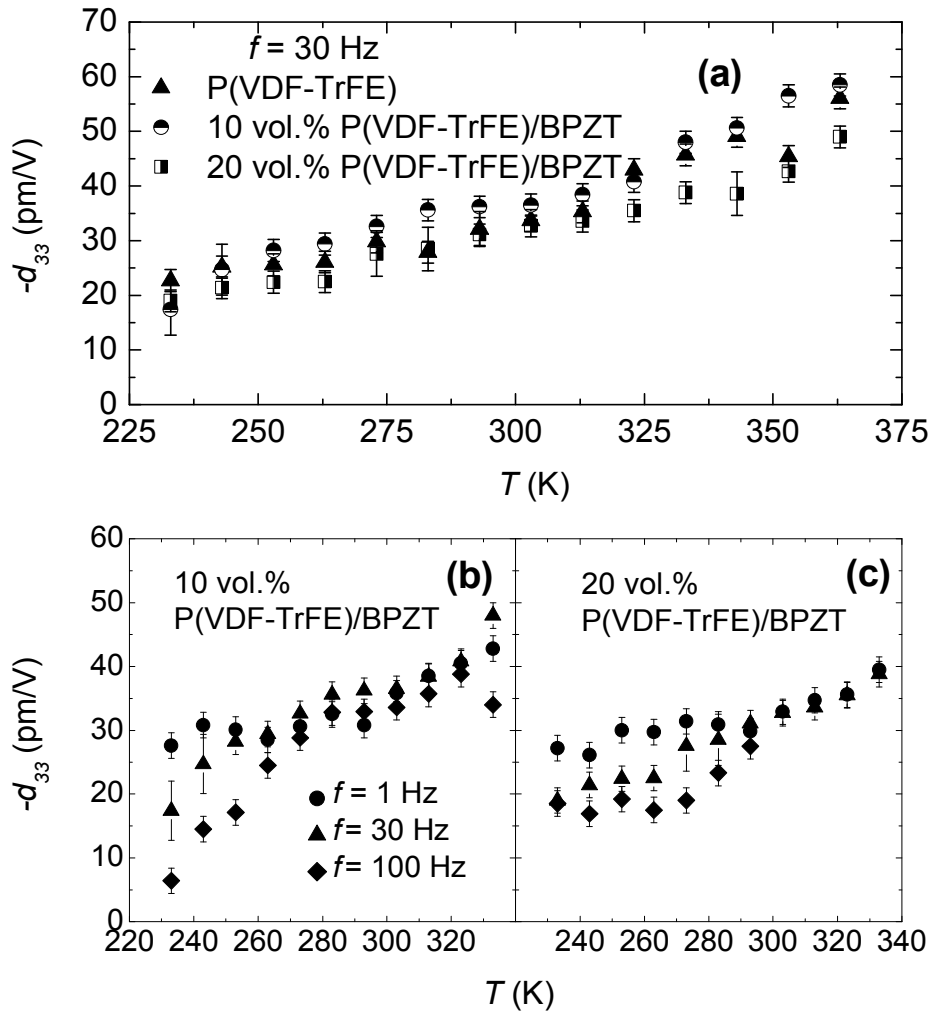 70
60
50
40
30
20
10
0
-d33 (pm/V)
f = 30 Hz
P(VDF-TrFE)
10 vol.% P(VDF-TrFE)/BPZT
20 vol.% P(VDF-TrFE)/BPZT
(a)
225 250 275 300 325 350 375
T (K)
60
50
40
30
20
10
0
-d33 (pm/V)
10 vol.%
P(VDF-TrFE)/BPZT
(b)
f = 1 Hz
f = 30 Hz
f = 100 Hz
20 vol.%
P(VDF-TrFE)/BPZT
(c)
220 240 260 280 300 320 240 260 280 300 320 340
T (K)